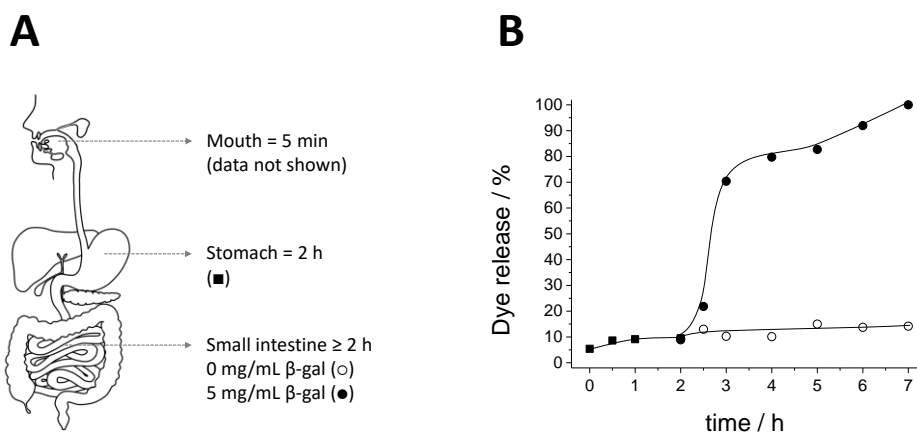 A
Mouth = 5 min
(data not shown)
Stomach = 2 h
(■)
Small intestine ≥ 2 h
0 mg/mL β-gal (○)
5 mg/mL β-gal (●)
B
Dye release / %
100
90
80
70
60
50
40
30
20
10
0
0 1 2 3 4 5 6 7
time / h